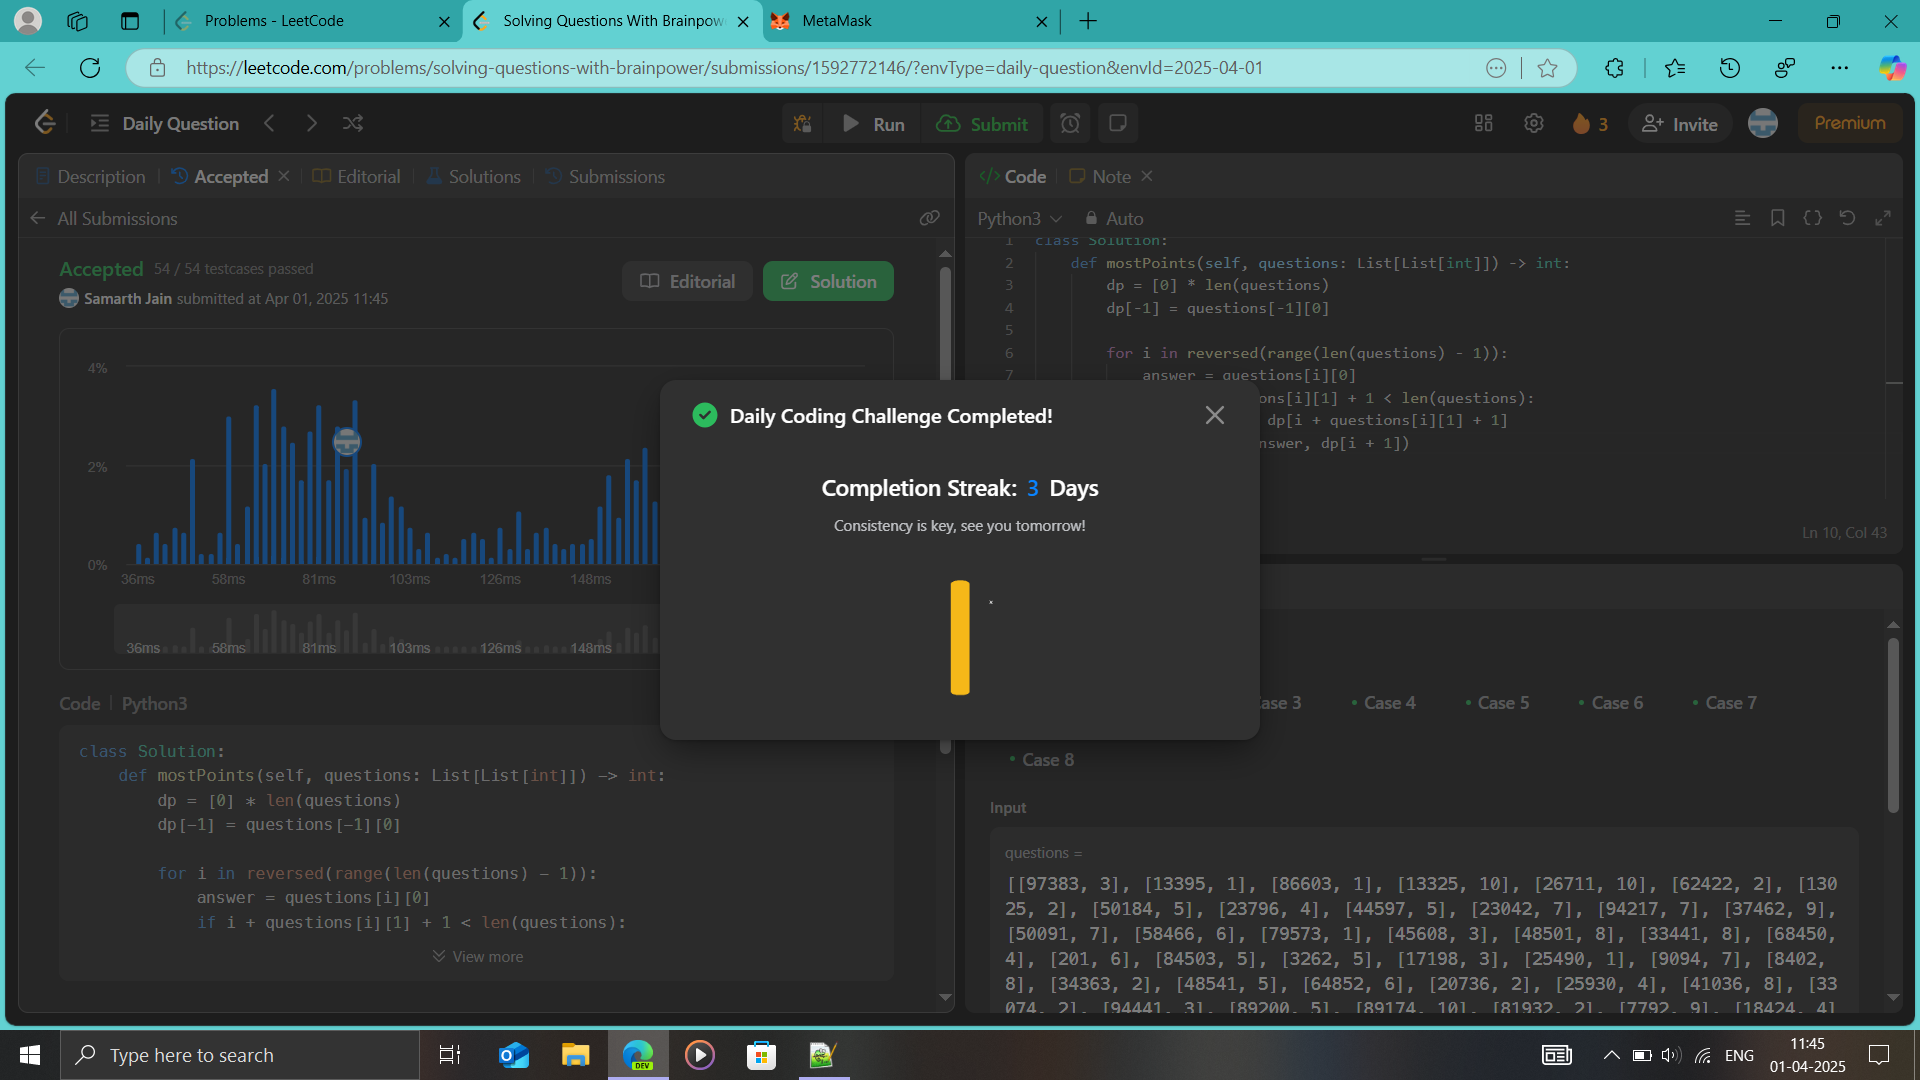 Problems - LeetCode
Solving Questions With Brainpow
MetaMask
https://leetcode.com/problems/solving-questions-with-brainpower/submissions/1592772146/?envType=daily-question&envId=2025-04-01
Daily Question
Run
Submit
3
Invite
Premium
Description
Accepted
Editorial
Solutions
Submissions
All Submissions
Accepted 54 / 54 testcases passed
Samarth Jain submitted at Apr 01, 2025 11:45
Editorial
Solution
4%
2%
0%
36ms 58ms 81ms 103ms 126ms 148ms
36ms 58ms 81ms 103ms 126ms 148ms
Code | Python3
class Solution:
def mostPoints(self, questions: List[List[int]]) -> int:
dp = [0] * len(questions)
dp[-1] = questions[-1][0]
for i in reversed(range(len(questions) - 1)):
answer = questions[i][0]
if i + questions[i][1] + 1 < len(questions):
View more
Code
Note
Python3
Auto
1 class Solution:
2 def mostPoints(self, questions: List[List[int]]) -> int:
3 dp = [0] * len(questions)
4 dp[-1] = questions[-1][0]
5
6 for i in reversed(range(len(questions) - 1)):
7 answer = questions[i][0]
ons[i][1] + 1 < len(questions):
dp[i + questions[i][1] + 1]
nswer, dp[i + 1])
Ln 10, Col 43
Daily Coding Challenge Completed!
Completion Streak: 3 Days
Consistency is key, see you tomorrow!
ase 3
Case 4
Case 5
Case 6
Case 7
Case 8
Input
questions =
[[97383, 3], [13395, 1], [86603, 1], [13325, 10], [26711, 10], [62422, 2], [130
25, 2], [50184, 5], [23796, 4], [44597, 5], [23042, 7], [94217, 7], [37462, 9],
[50091, 7], [58466, 6], [79573, 1], [45608, 3], [48501, 8], [33441, 8], [68450,
4], [201, 6], [84503, 5], [3262, 5], [17198, 3], [25490, 1], [9094, 7], [8402,
8], [34363, 2], [48541, 5], [64852, 6], [20736, 2], [25930, 4], [41036, 8], [33
074, 2], [94441, 3], [89200, 5], [89174, 10], [81932, 2], [7792, 9], [18424, 4]
Type here to search
DEV
ENG
11:45
01-04-2025